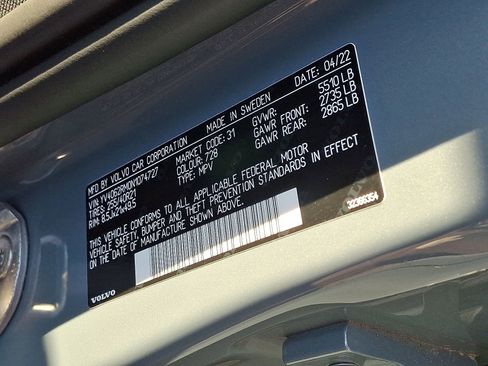 MFD BY VOLVO CAR CORPORATION MADE IN SWEDEN DATE: 04/22
VIN: YV4062RM0N1074727 MARKET CODE: 31 GVWR: 5510 LB
TIRES: 255/40R21 COLOUR: 728 GAWR FRONT: 2735 LB
RIM: 8.5Jx21x49.5 TYPE: MPV GAWR REAR: 2865 LB
THIS VEHICLE CONFORMS TO ALL APPLICABLE FEDERAL MOTOR
VEHICLE SAFETY, BUMPER AND THEFT PREVENTION STANDARDS IN EFFECT
ON THE DATE OF MANUFACTURE SHOWN ABOVE.
VOLVO